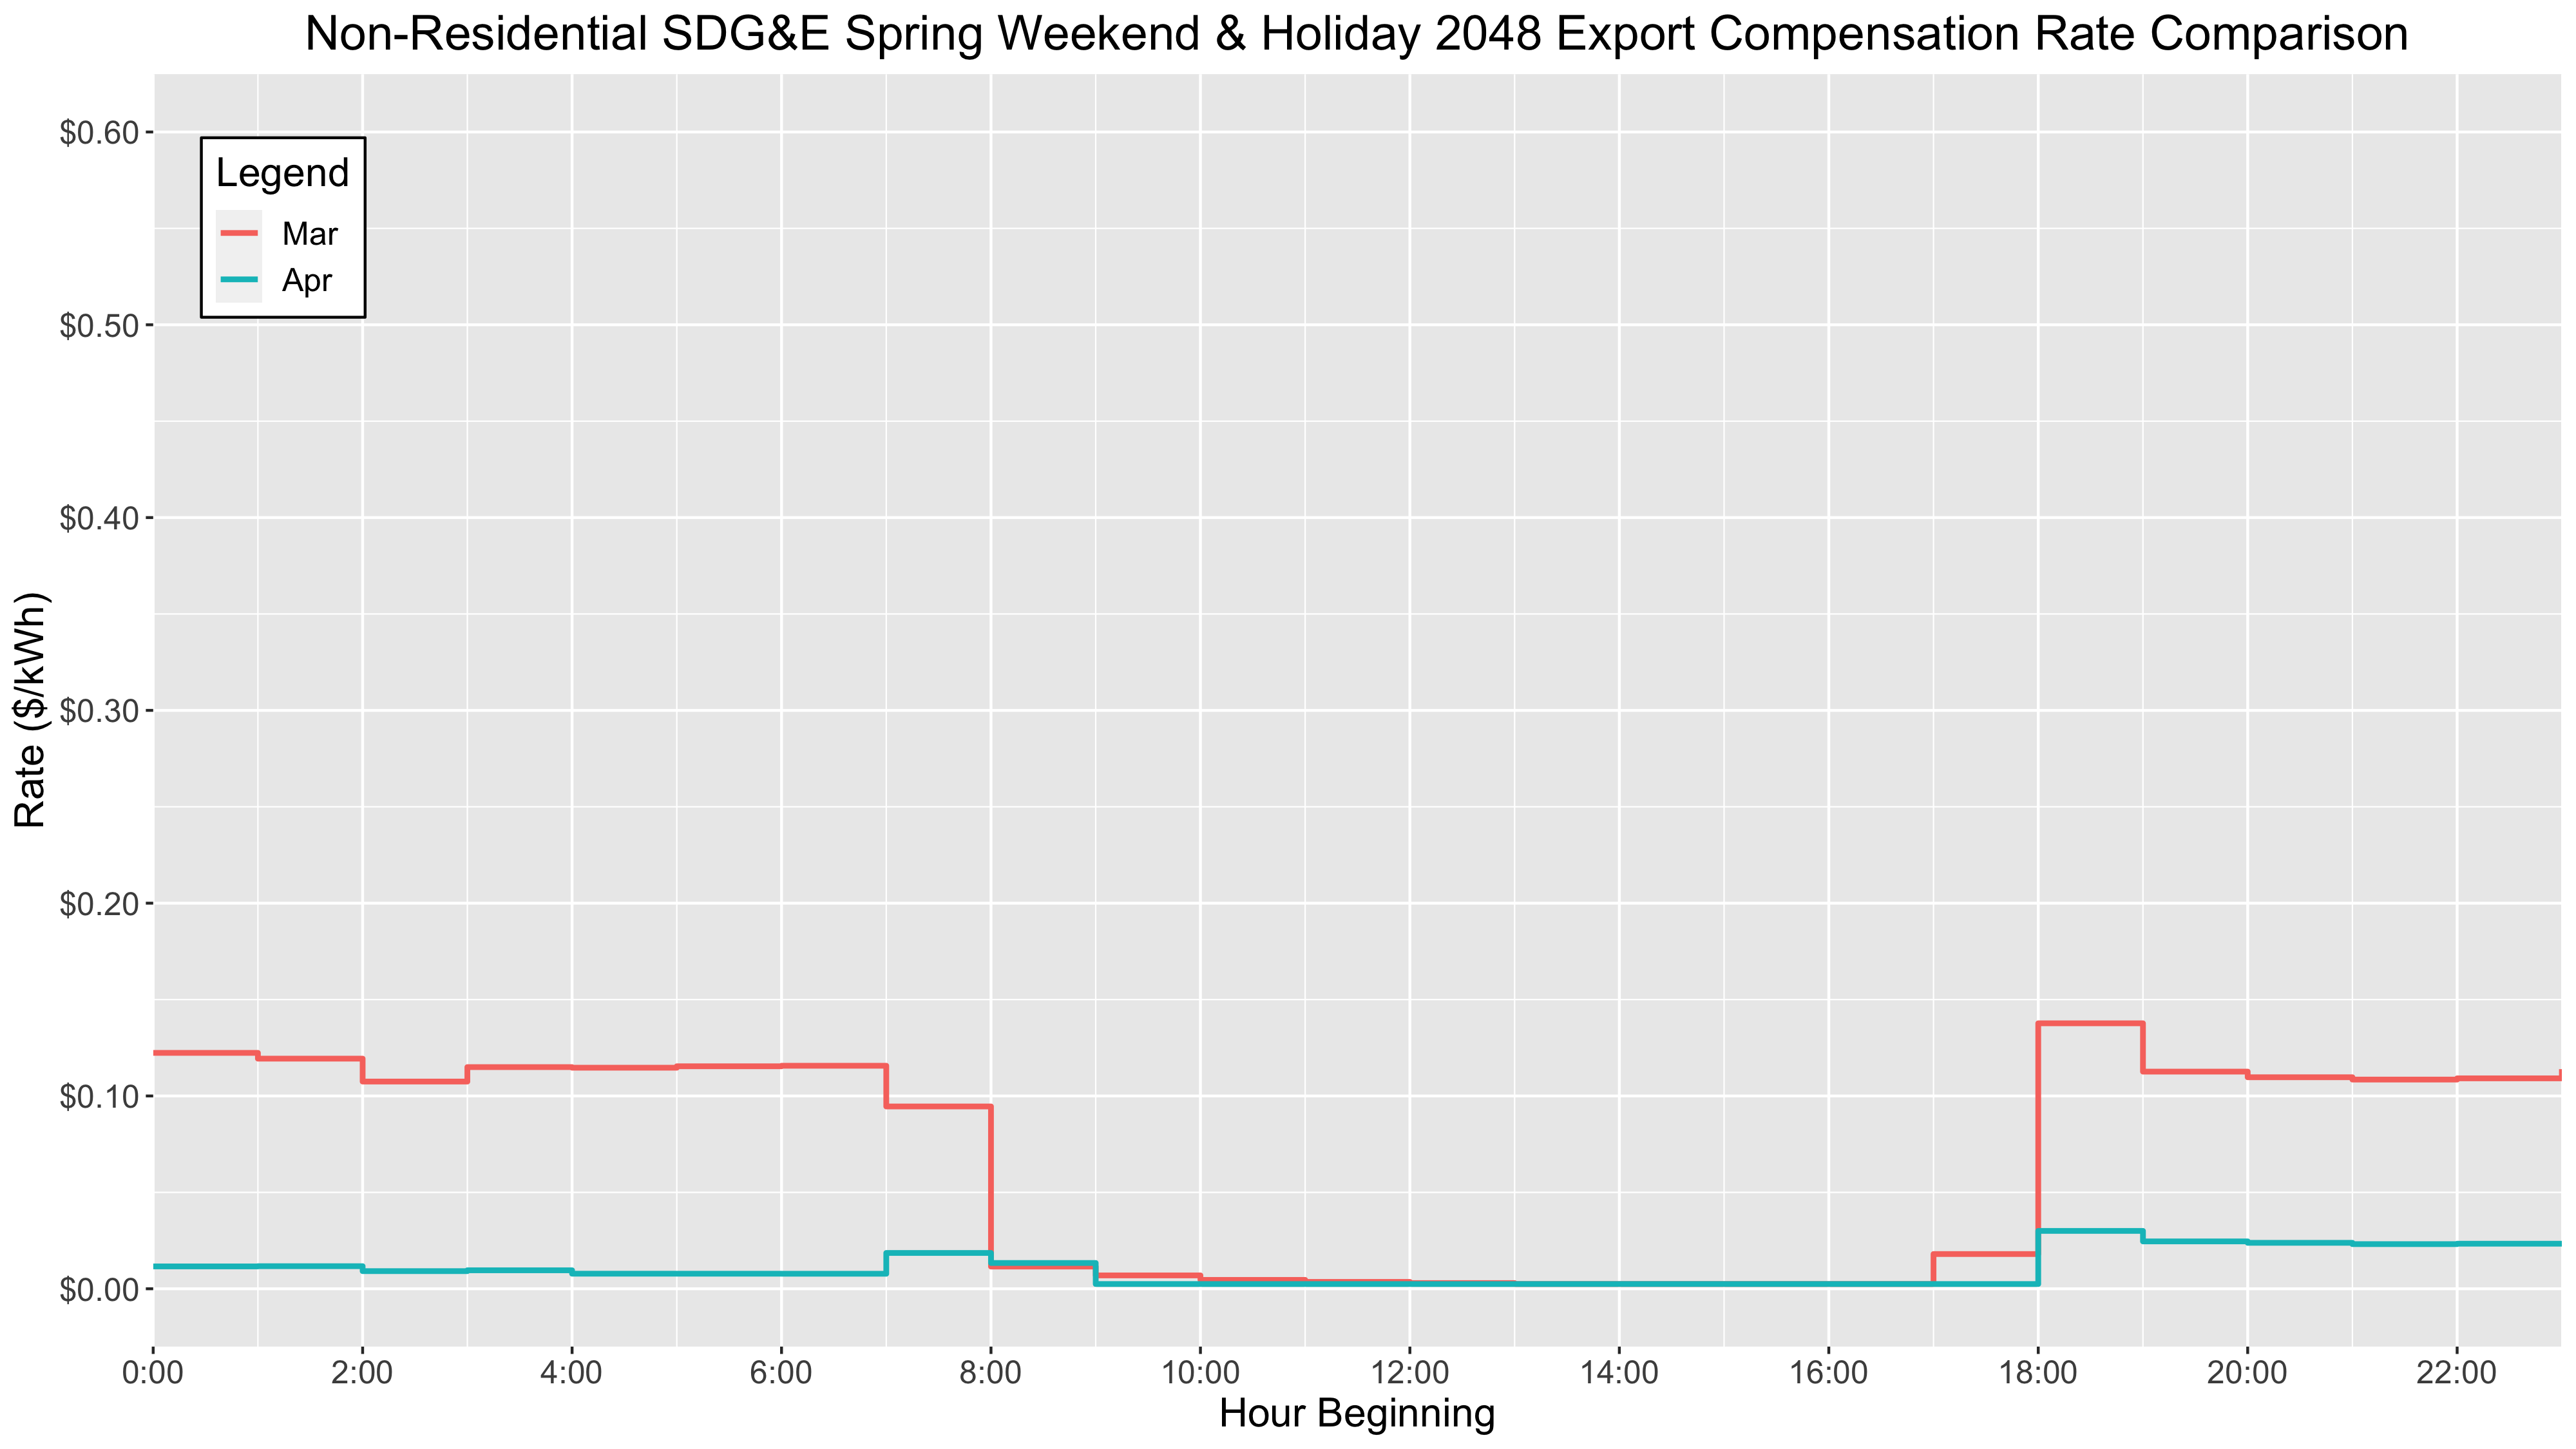 Non-Residential SDG&E Spring Weekend & Holiday 2048 Export Compensation Rate Comparison
$0.60
Legend
Mar
Apr
$0.50
$0.40
Rate ($/kWh)
$0.30
$0.20
$0.10
$0.00
0:00 2:00 4:00 6:00 8:00 10:00 12:00 14:00 16:00 18:00 20:00 22:00
Hour Beginning